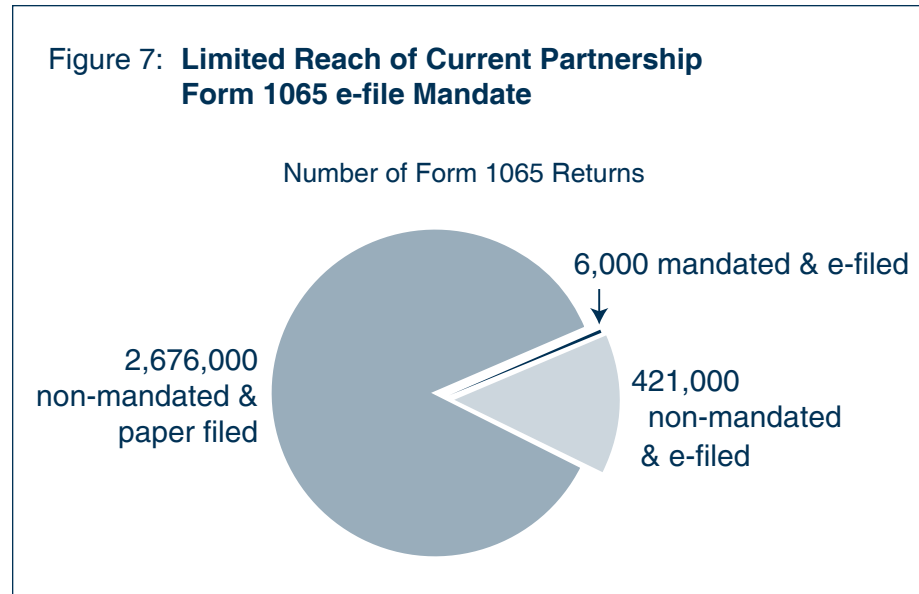 Figure 7: Limited Reach of Current Partnership
Form 1065 e-file Mandate
Number of Form 1065 Returns
6,000 mandated & e-filed
2,676,000
non-mandated &
paper filed
421,000
non-mandated
& e-filed